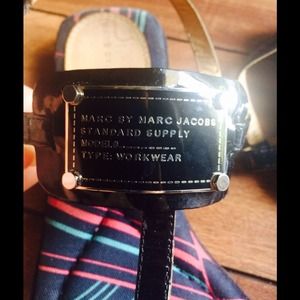 MARC BY MARC JACOBS
STANDARD SUPPLY
MODEL.............
TYPE: WORKWEAR